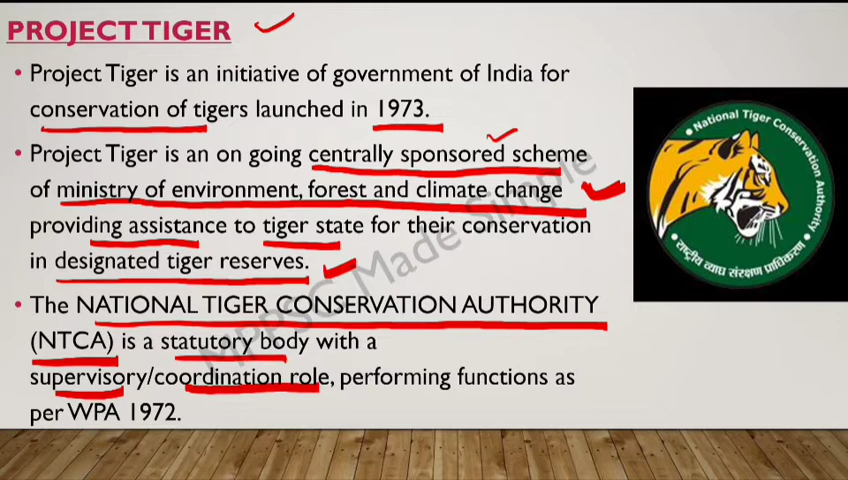 PROJECT TIGER
• Project Tiger is an initiative of government of India for
conservation of tigers launched in 1973.
• Project Tiger is an on going centrally sponsored scheme
of ministry of environment, forest and climate change
providing assistance to tiger state for their conservation
in designated tiger reserves.
• The NATIONAL TIGER CONSERVATION AUTHORITY
(NTCA) is a statutory body with a
supervisory/coordination role, performing functions as
per WPA 1972.
MPPSC Made Simple
• National Tiger Conservation Authority •
राष्ट्रीय व्याघ्र संरक्षण प्राधिकरण